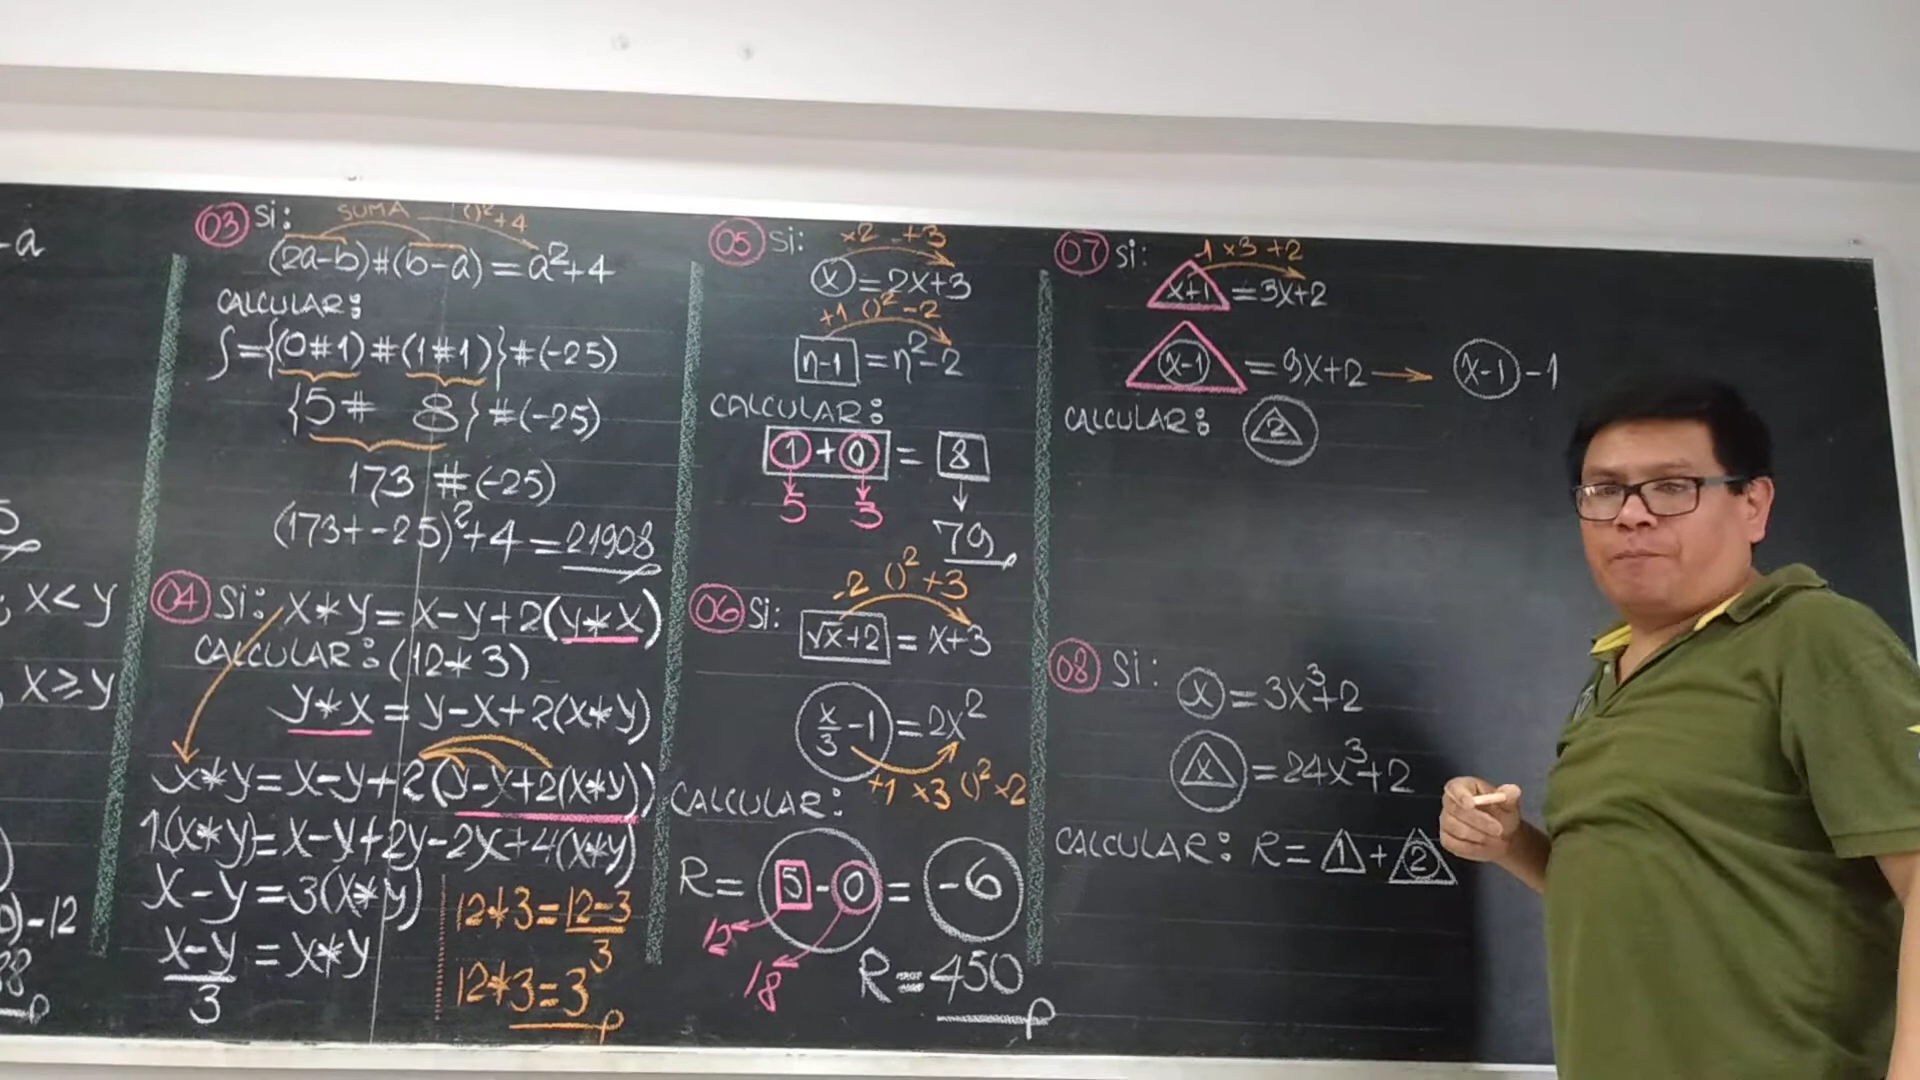 -a
5
; x<y
, x≥y
)
)-12
38
03 Si: SUMA ()²+4
(2a-b)#(b-a)=a²+4
CALCULAR:
S={(0#1)#(1#1)}#(-25)
{5# 8}#(-25)
173 #(-25)
(173+-25)²+4=21908
04 Si: x*y=x-y+2(y*x)
CALCULAR:(12*3)
y*x=y-x+2(x*y)
x*y=x-y+2(y-x+2(x*y))
1(x*y)=x-y+2y-2x+4(x*y)
x-y=3(x*y)
x-y/3=x*y
12*3=12-3/3
12*3=3
05 Si: x2 +3
(x)=2x+3
+1 ()²-2
n-1=n²-2
CALCULAR:
1+0=8
5 3
79
06 Si: -2 ()²+3
√x+2=x+3
x/3-1=2x²
+1 x3 ()² x2
CALCULAR:
R=5-0=-6
12
18
R=450
07 Si: -1 x3 +2
x+1=3x+2
x-1=9x+2→(x-1)-1
CALCULAR: 2
08 Si: x=3x³+2
x=24x³+2
CALCULAR: R=1+2